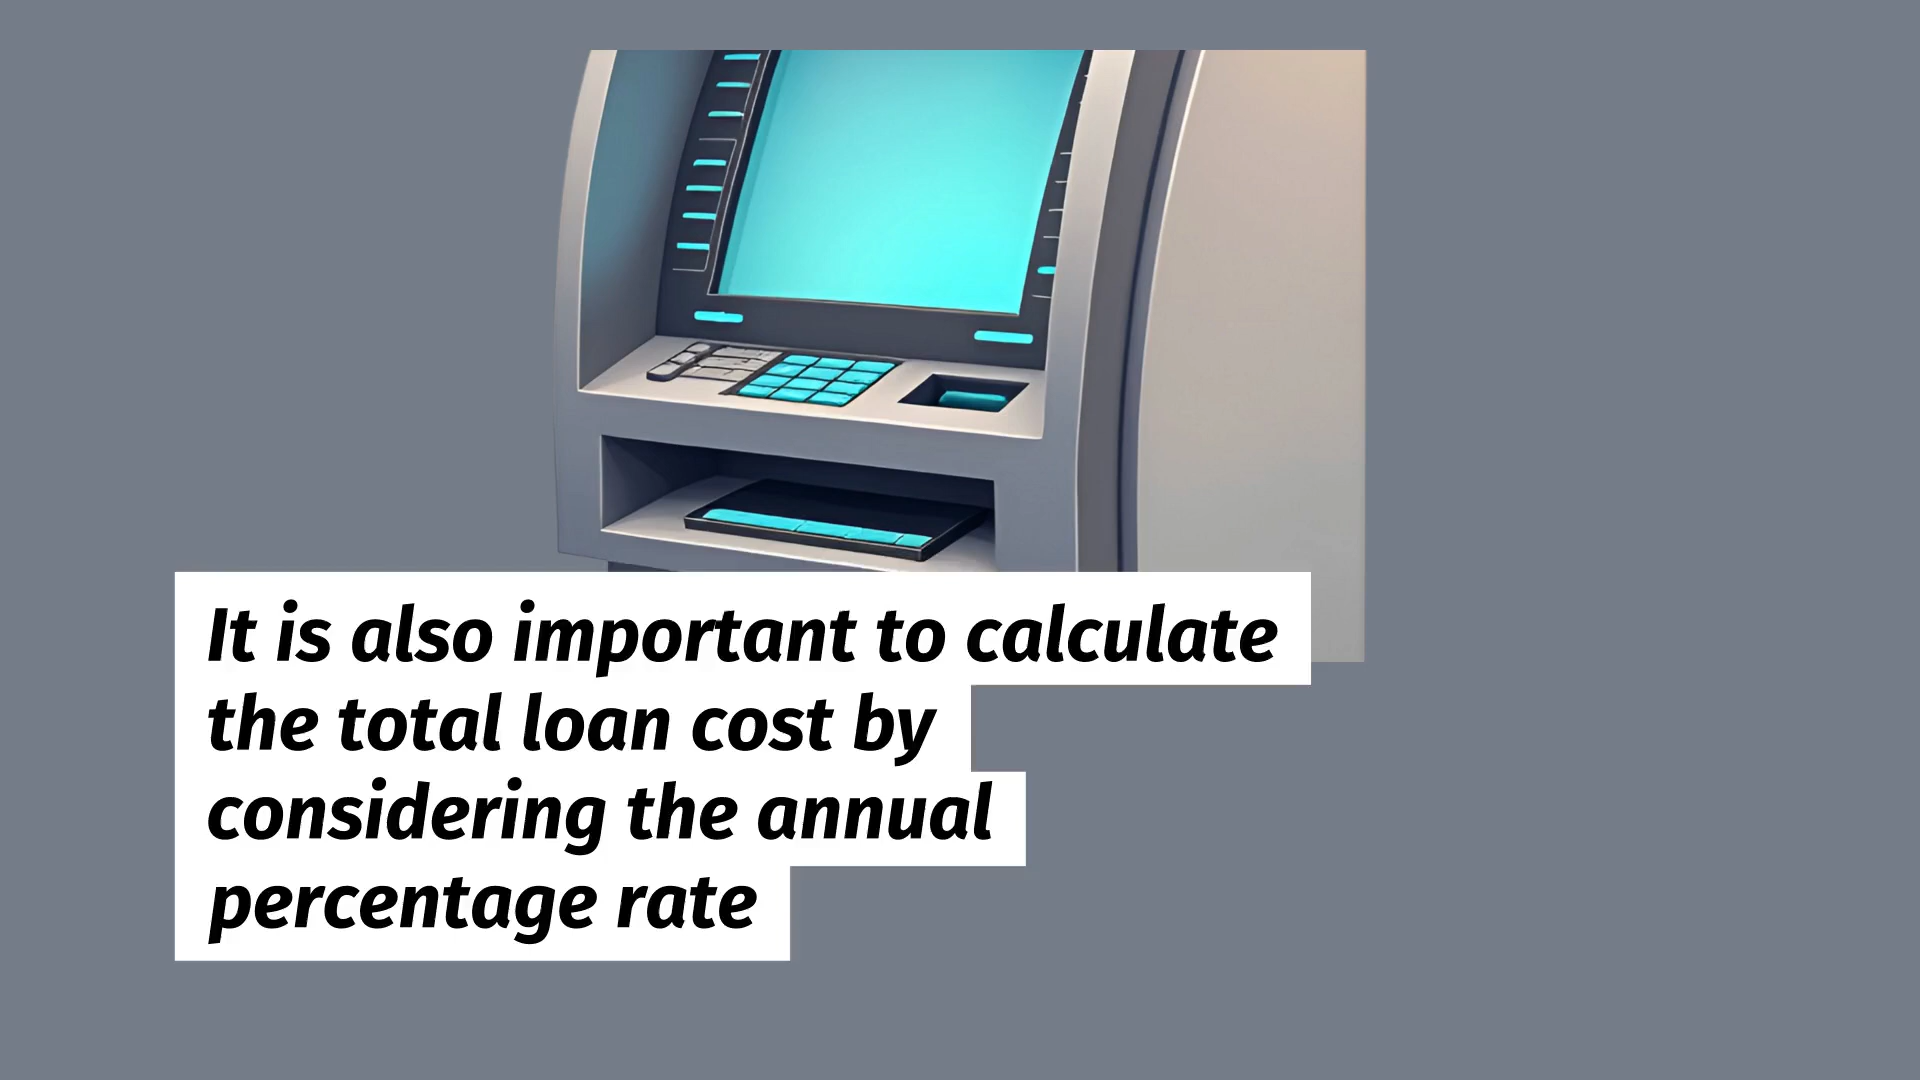 It is also important to calculate
the total loan cost by
considering the annual
percentage rate